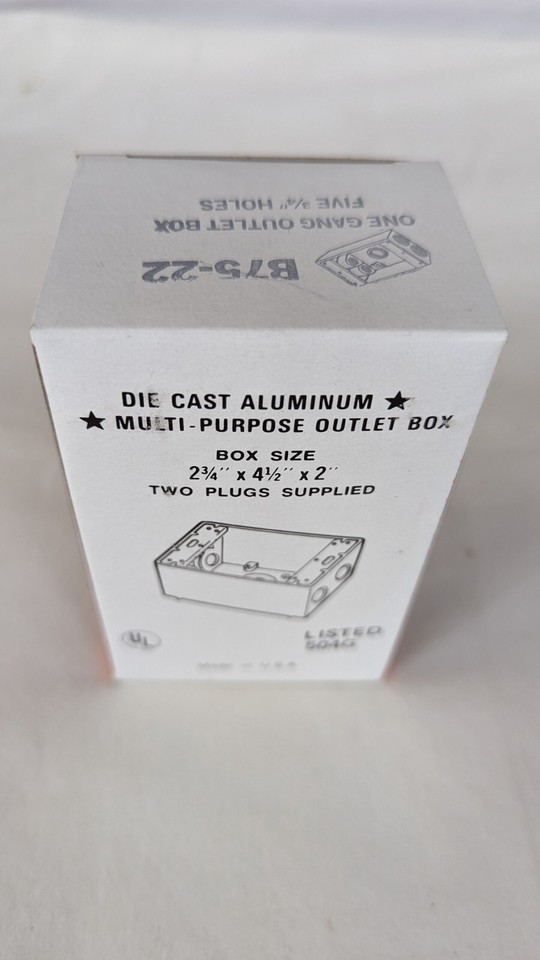 FIVE ¾" HOLES
ONE GANG OUTLET BOX
B75-22
DIE CAST ALUMINUM ★
★ MULTI-PURPOSE OUTLET BOX
BOX SIZE
2¾" x 4½" x 2"
TWO PLUGS SUPPLIED
UL
LISTED
504G